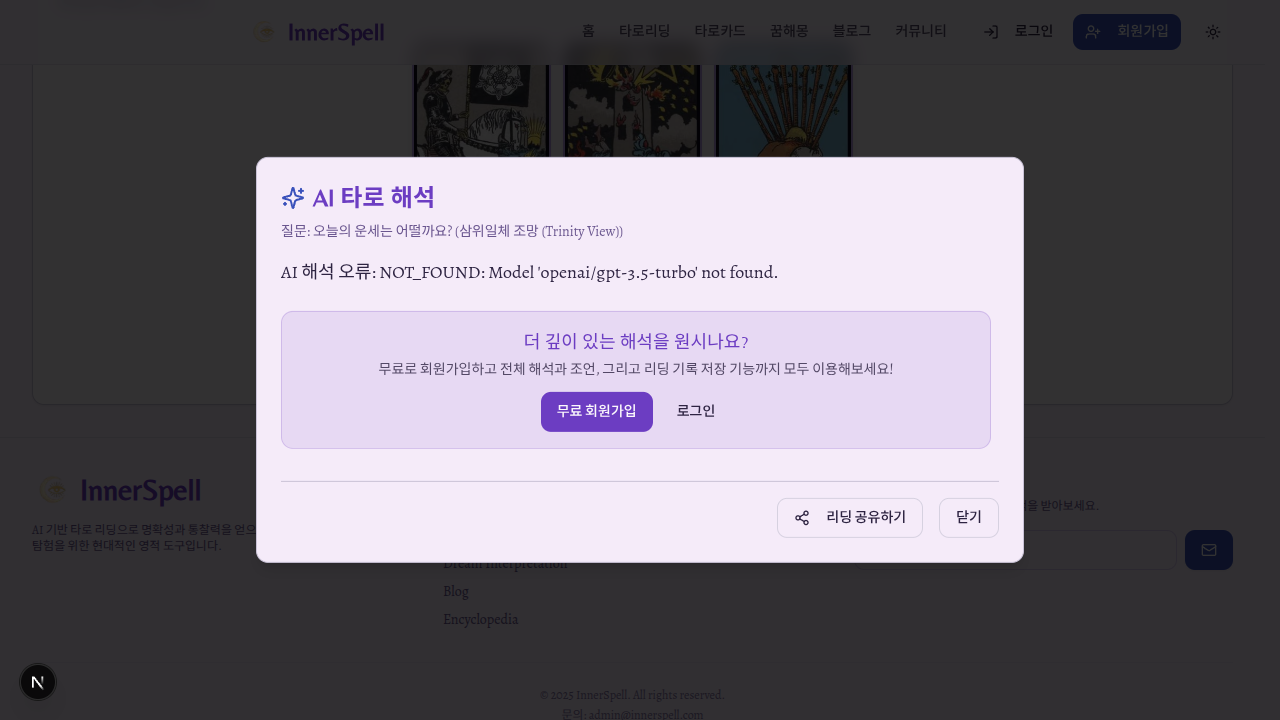 InnerSpell
홈
타로리딩
타로카드
꿈해몽
블로그
커뮤니티
로그인
회원가입
AI 타로 해석
질문: 오늘의 운세는 어떨까요? (삼위일체 조망 (Trinity View))
AI 해석 오류: NOT_FOUND: Model 'openai/gpt-3.5-turbo' not found.
더 깊이 있는 해석을 원시나요?
무료로 회원가입하고 전체 해석과 조언, 그리고 리딩 기록 저장 기능까지 모두 이용해보세요!
무료 회원가입
로그인
리딩 공유하기
닫기
InnerSpell
AI 기반 타로 리딩으로 명확성과 통찰력을 얻으
탐험을 위한 현대적인 영적 도구입니다.
받아보세요.
Dream Interpretation
Blog
Encyclopedia
© 2025 InnerSpell. All rights reserved.
문의: admin@innerspell.com